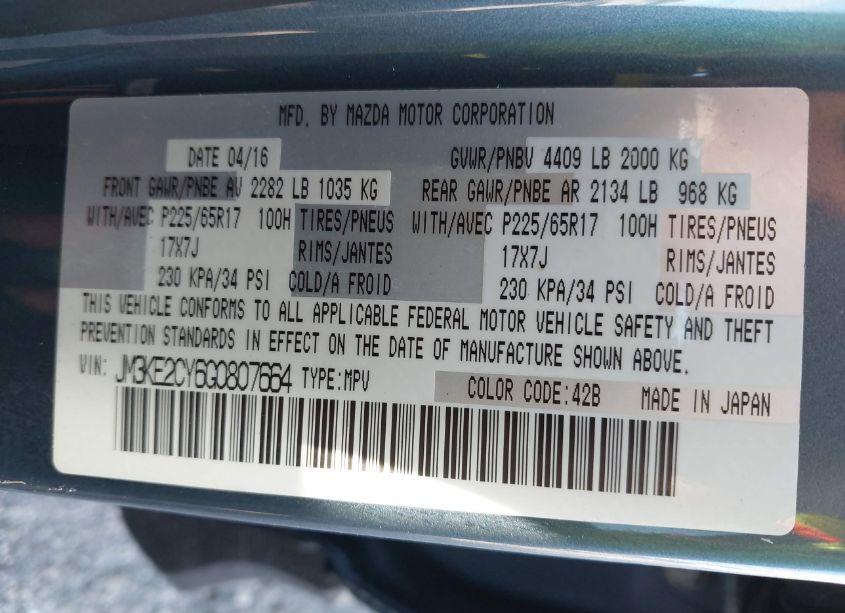 MFD. BY MAZDA MOTOR CORPORATION
DATE 04/16 GVWR/PNBV 4409 LB 2000 KG
FRONT GAWR/PNBE AV 2282 LB 1035 KG REAR GAWR/PNBE AR 2134 LB 968 KG
WITH/AVEC P225/65R17 100H TIRES/PNEUS WITH/AVEC P225/65R17 100H TIRES/PNEUS
17X7J RIMS/JANTES 17X7J RIMS/JANTES
230 KPA/34 PSI COLD/A FROID 230 KPA/34 PSI COLD/A FROID
THIS VEHICLE CONFORMS TO ALL APPLICABLE FEDERAL MOTOR VEHICLE SAFETY AND THEFT
PREVENTION STANDARDS IN EFFECT ON THE DATE OF MANUFACTURE SHOWN ABOVE.
VIN: JM3KE2CY6G0807664 TYPE:MPV COLOR CODE:42B MADE IN JAPAN